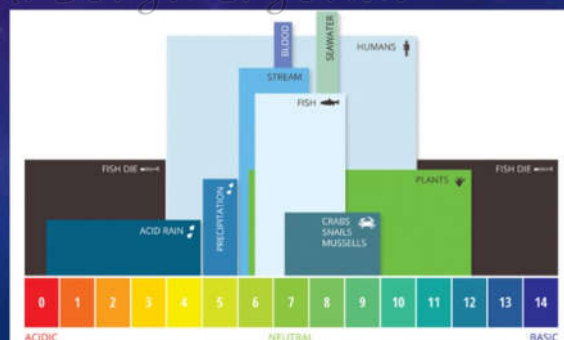 BLOOD
SEAWATER
HUMANS
STREAM
FISH
FISH DIE
FISH DIE
PLANTS
PRECIPITATION
ACID RAIN
CRABS
SNAILS
MUSSELLS
0 1 2 3 4 5 6 7 8 9 10 11 12 13 14
ACIDIC NEUTRAL BASIC